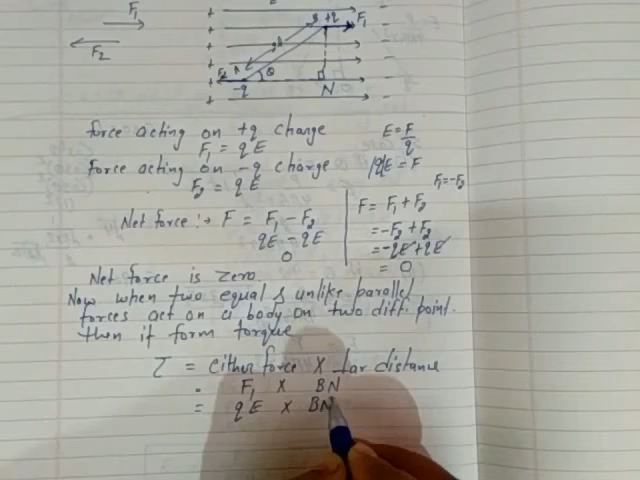 F₁
F₂
+q F₁
θ
-q N
force acting on +q charge
F₁ = qE
force acting on -q charge
F₂ = qE
E = F/q
qE = F
F₁=-F₂
Net force :→ F = F₁ - F₂
qE - qE
0
F = F₁ + F₂
= -F₂ + F₂
= -qE + qE
= 0
Net force is zero
Now when two equal & unlike parallel
forces act on a body on two diff. point.
then it form torque
τ = either force × far distance
= F₁ × BN
= qE × BN